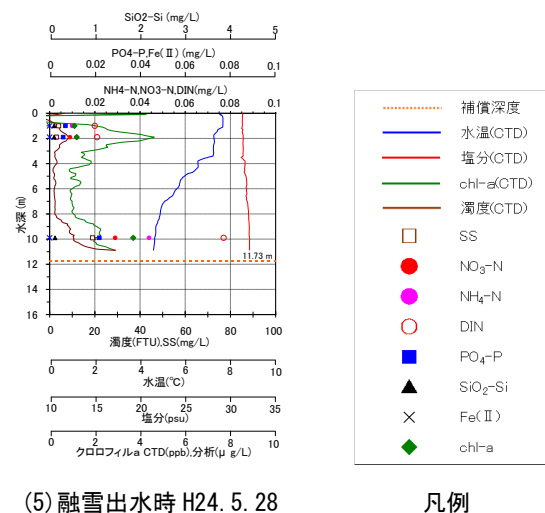 SiO2-Si (mg/L)
0 1 2 3 4 5
PO4-P,Fe(Ⅱ) (mg/L)
0 0.02 0.04 0.06 0.08 0.1
NH4-N,NO3-N,DIN(mg/L)
0 0.02 0.04 0.06 0.08 0.1
水深(m)
0
2
4
6
8
10
12
14
16
11.73 m
0 20 40 60 80 100
濁度(FTU),SS(mg/L)
0 2 4 6 8 10
水温(℃)
10 15 20 25 30 35
塩分(psu)
0 2 4 6 8 10
クロロフィルa CTD(ppb),分析(μ g/L)
(5) 融雪出水時 H24.5.28
補償深度
水温(CTD)
塩分(CTD)
chl-a(CTD)
濁度(CTD)
SS
NO₃-N
NH₄-N
DIN
PO₄-P
SiO₂-Si
Fe(Ⅱ)
chl-a
凡例